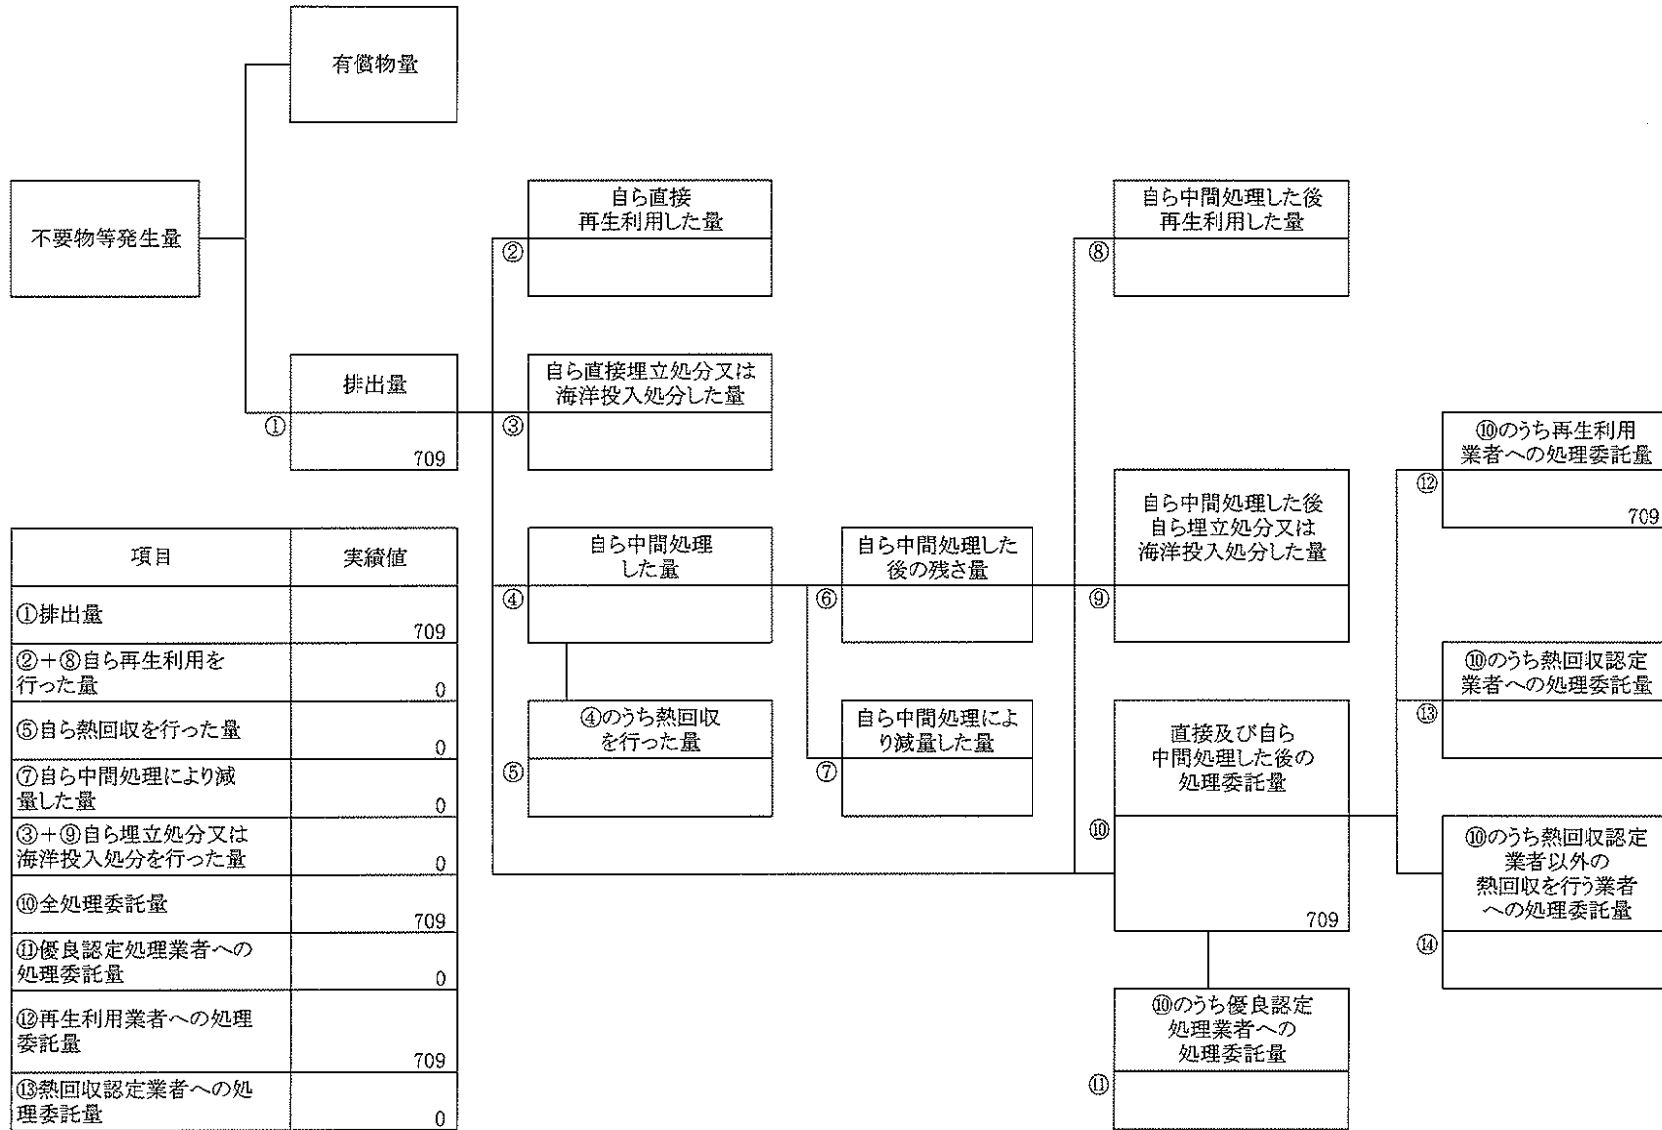 有償物量
不要物等発生量
自ら直接
再生利用した量
②
自ら中間処理した後
再生利用した量
⑧
排出量
①
709
自ら直接埋立処分又は
海洋投入処分した量
③
⑩のうち再生利用
業者への処理委託量
⑫
709
自ら中間処理
した量
④
自ら中間処理した
後の残さ量
⑥
自ら中間処理した後
自ら埋立処分又は
海洋投入処分した量
⑨
④のうち熱回収
を行った量
⑤
自ら中間処理によ
り減量した量
⑦
直接及び自ら
中間処理した後の
処理委託量
⑩
709
⑩のうち熱回収認定
業者への処理委託量
⑬
⑩のうち熱回収認定
業者以外の
熱回収を行う業者
への処理委託量
⑭
⑩のうち優良認定
処理業者への
処理委託量
⑪
項目 実績値
①排出量
709
②+⑧自ら再生利用を
行った量 0
⑤自ら熱回収を行った量
0
⑦自ら中間処理により減
量した量 0
③+⑨自ら埋立処分又は
海洋投入処分を行った量 0
⑩全処理委託量
709
⑪優良認定処理業者への
処理委託量 0
⑫再生利用業者への処理
委託量
709
⑬熱回収認定業者への処
理委託量 0